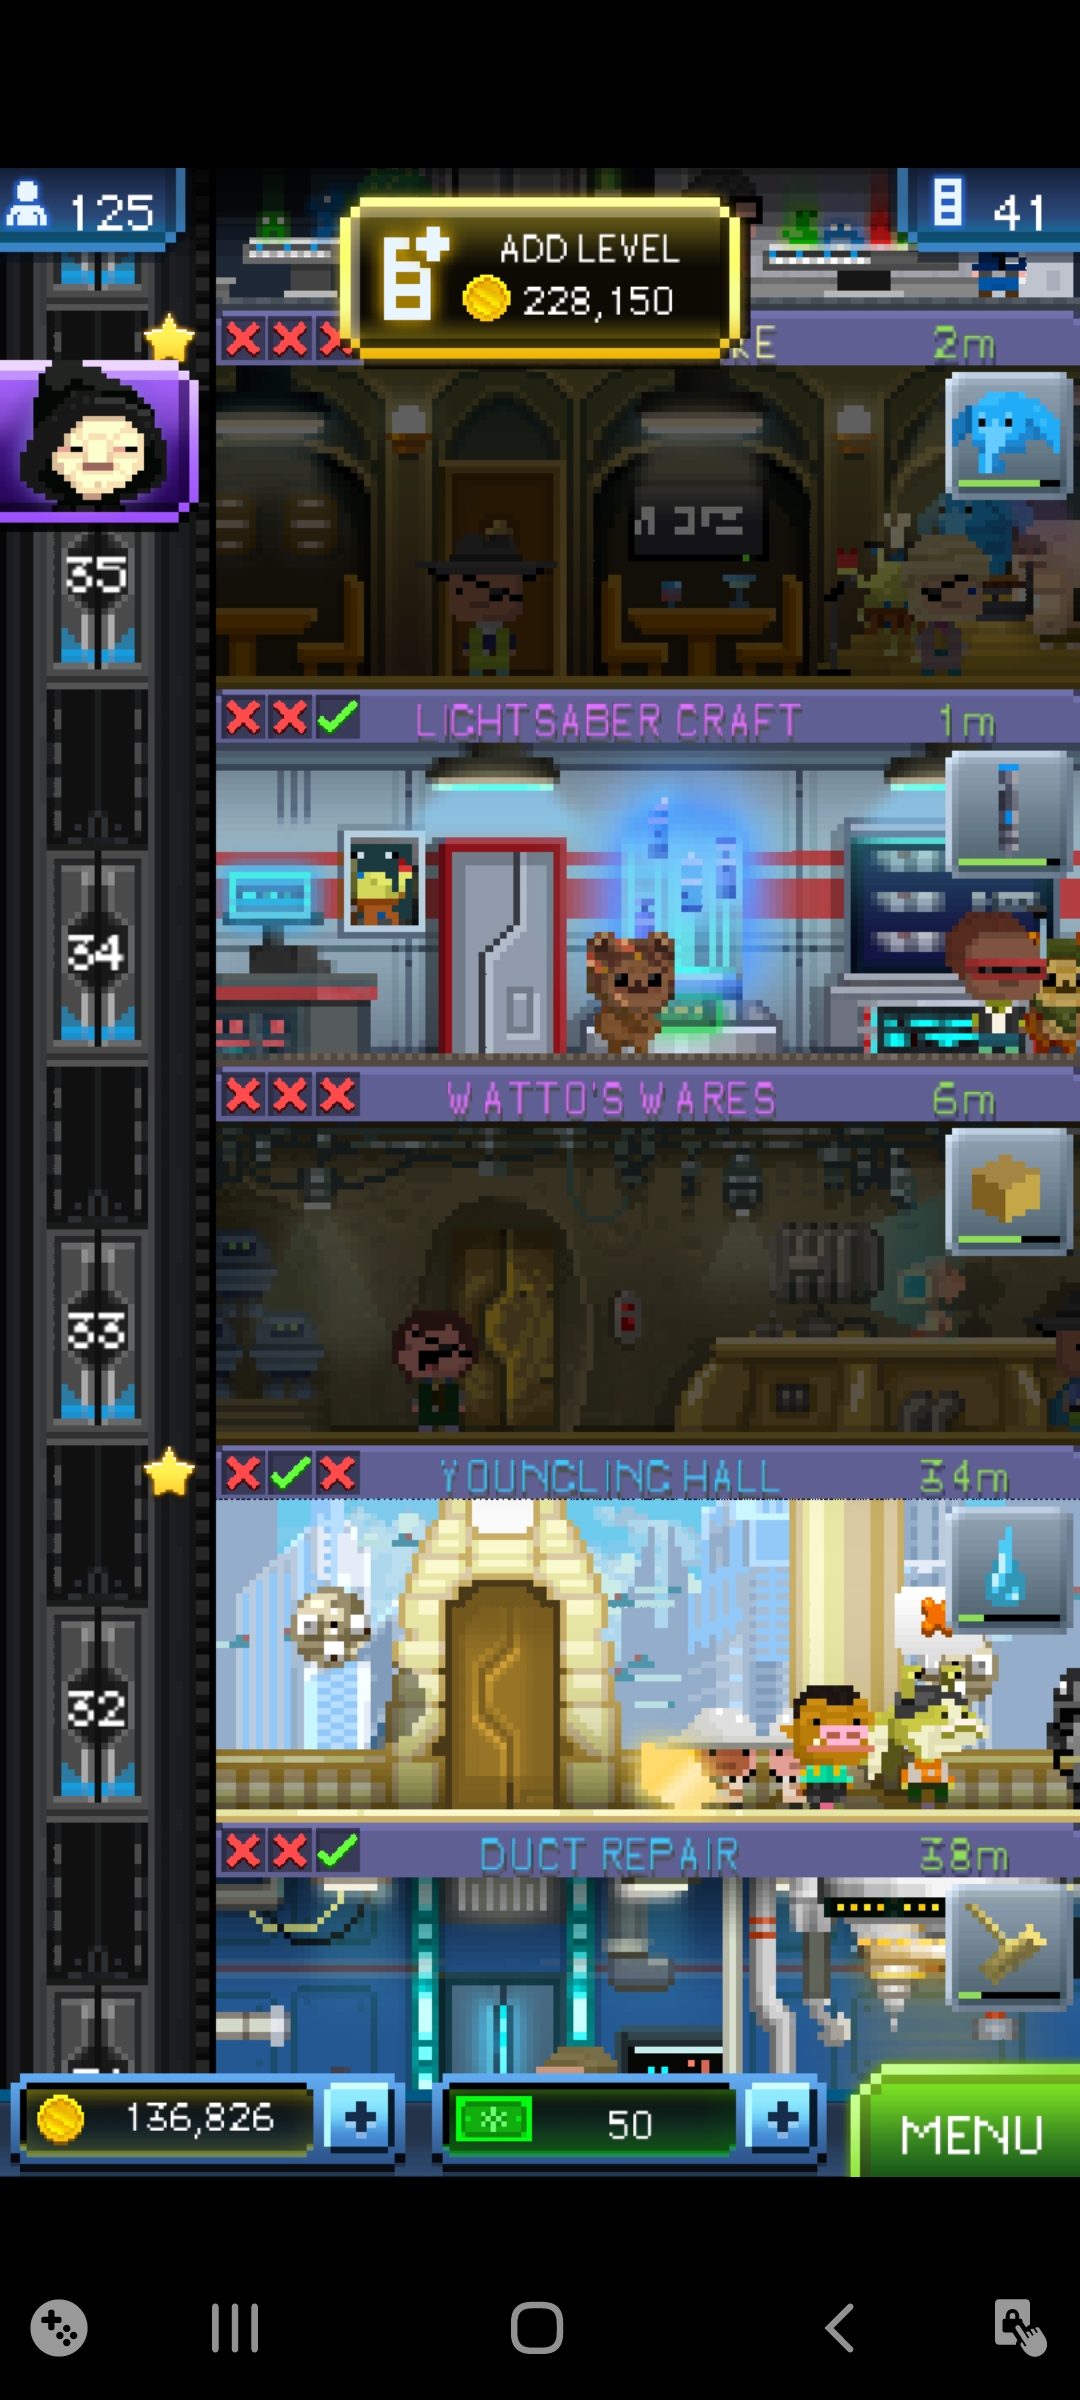 125
41
ADD LEVEL
228,150
KE 2m
35
LIGHTSABER CRAFT 1m
34
WATTO'S WARES 6m
33
YOUNGLING HALL 34m
32
DUCT REPAIR 38m
136,826
50
MENU